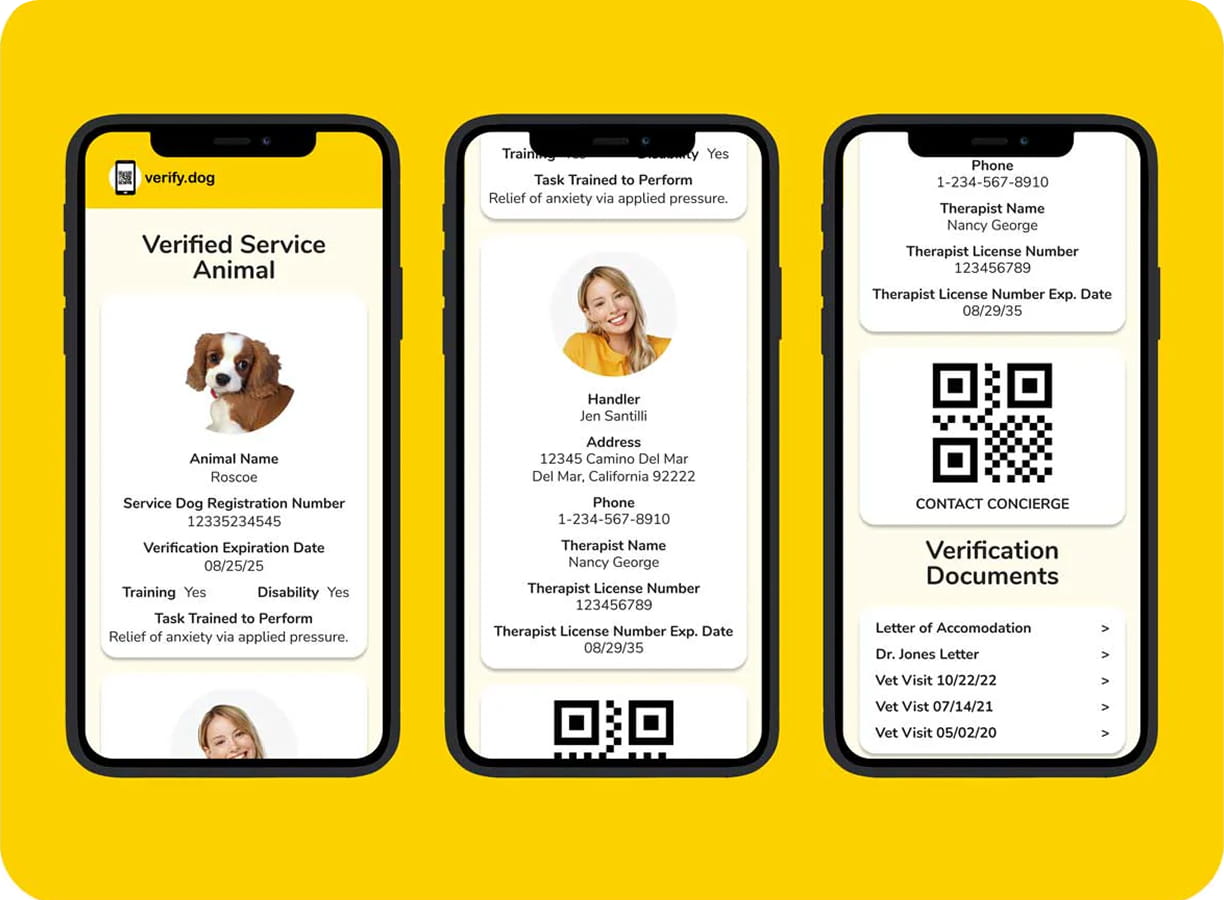 verify.dog
Verified Service
Animal
Animal Name
Roscoe
Service Dog Registration Number
12335234545
Verification Expiration Date
08/25/25
Training Yes Disability Yes
Task Trained to Perform
Relief of anxiety via applied pressure.
Training Yes Disability Yes
Task Trained to Perform
Relief of anxiety via applied pressure.
Handler
Jen Santilli
Address
12345 Camino Del Mar
Del Mar, California 92222
Phone
1-234-567-8910
Therapist Name
Nancy George
Therapist License Number
123456789
Therapist License Number Exp. Date
08/29/35
Phone
1-234-567-8910
Therapist Name
Nancy George
Therapist License Number
123456789
Therapist License Number Exp. Date
08/29/35
CONTACT CONCIERGE
Verification
Documents
Letter of Accomodation >
Dr. Jones Letter >
Vet Visit 10/22/22 >
Vet Vist 07/14/21 >
Vet Visit 05/02/20 >